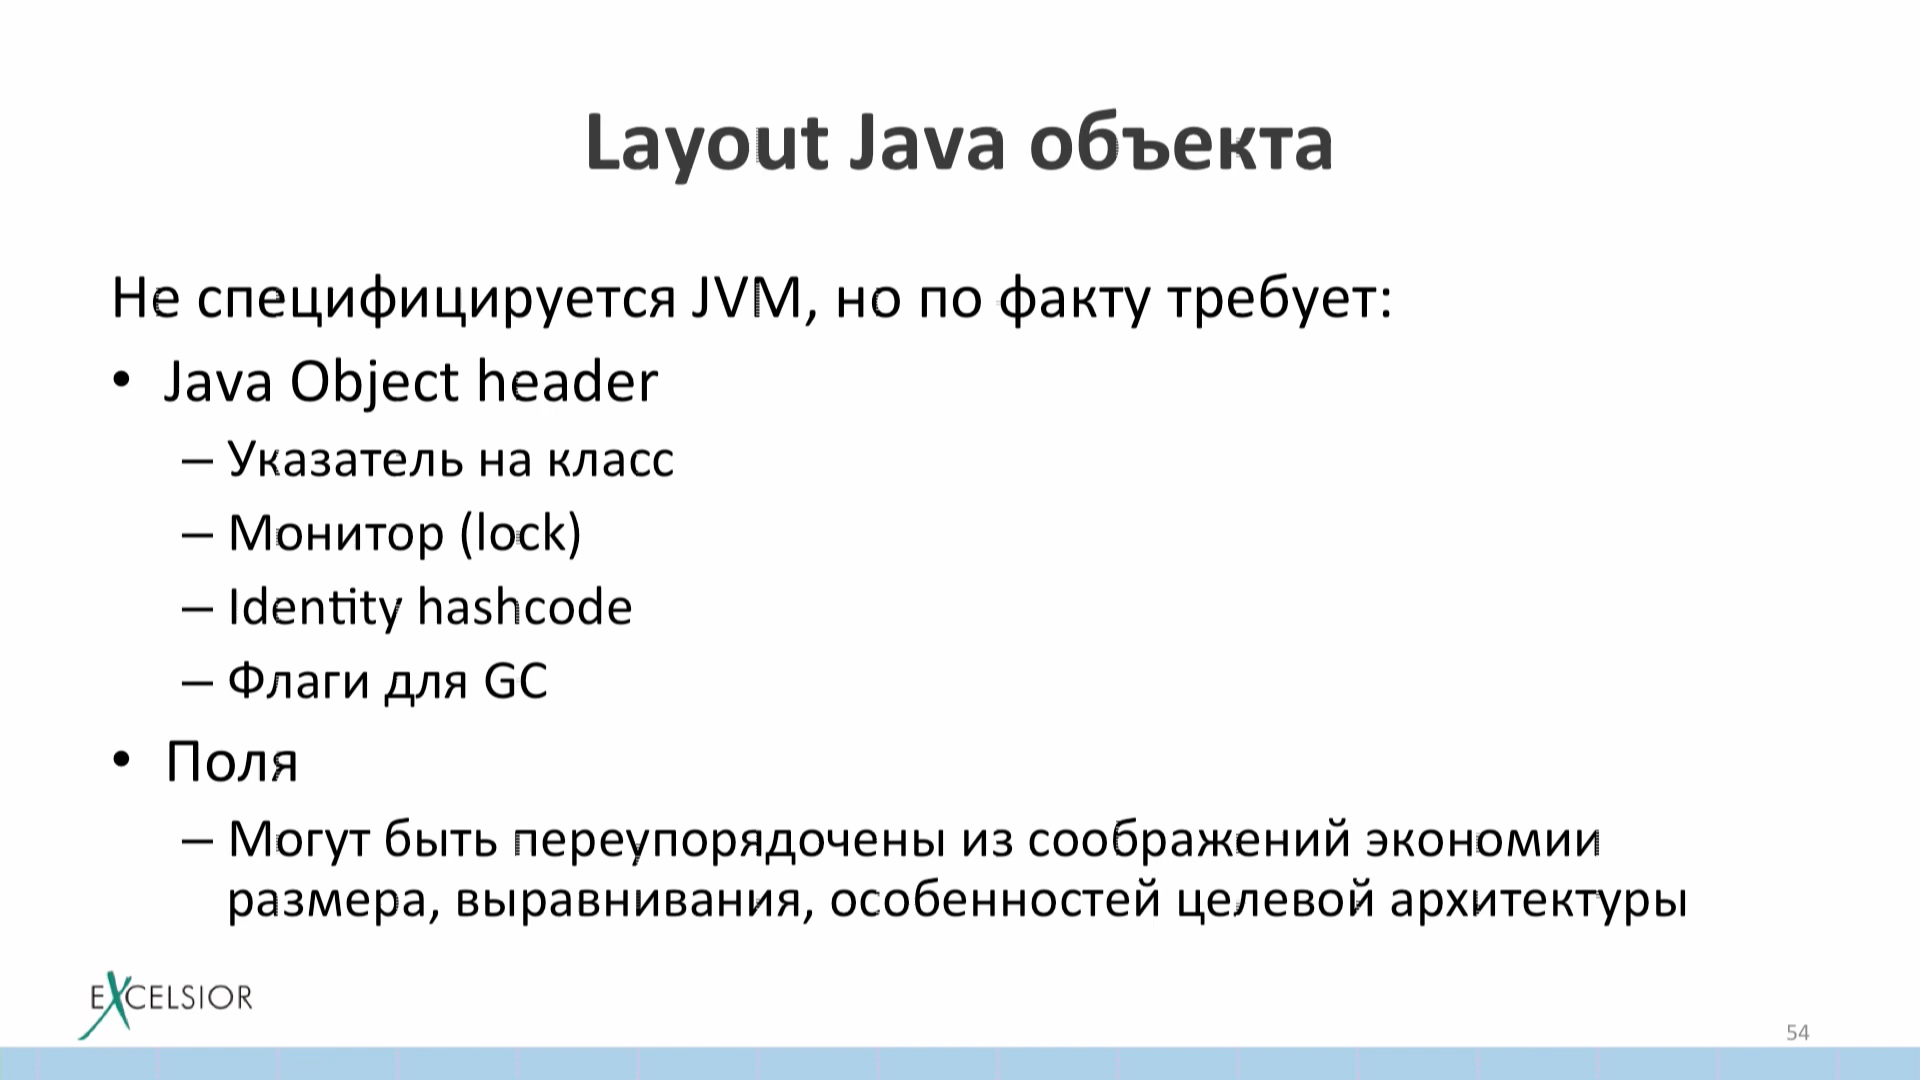 Layout Java объекта
Не специфицируется JVM, но по факту требует:
• Java Object header
– Указатель на класс
– Монитор (lock)
– Identity hashcode
– Флаги для GC
• Поля
– Могут быть переупорядочены из соображений экономии
размера, выравнивания, особенностей целевой архитектуры
EXCELSIOR
54